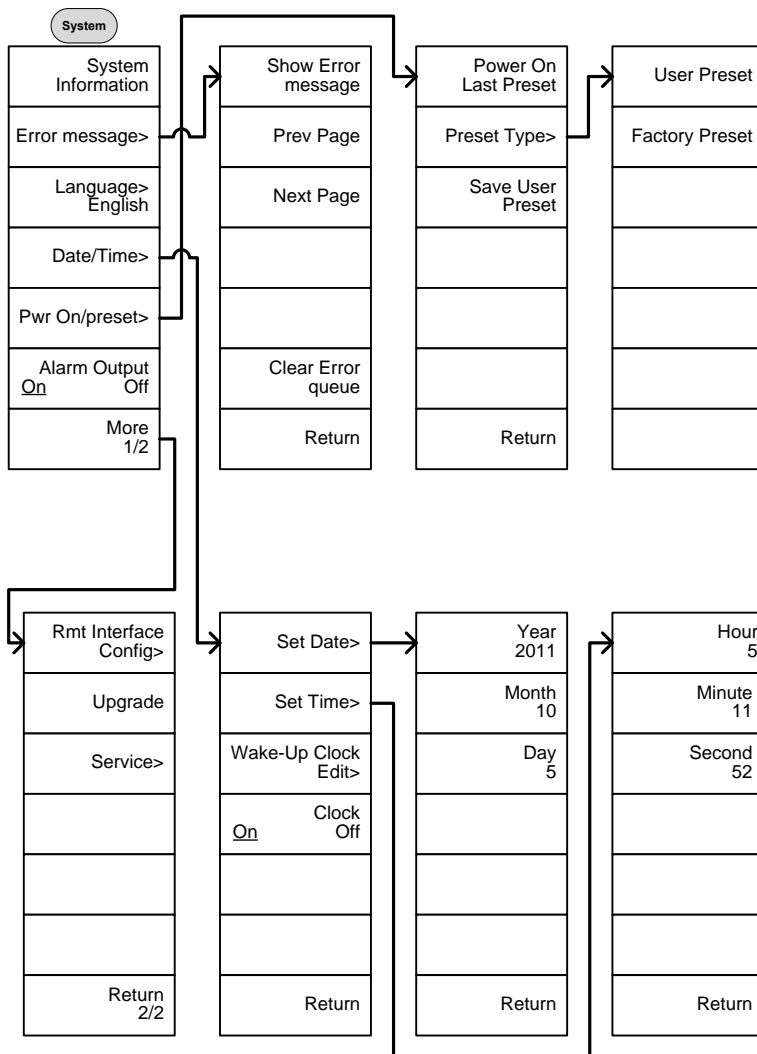 System
System
Information
Error message>
Language>
English
Date/Time>
Pwr On/preset>
Alarm Output
On Off
More
1/2
Show Error
message
Prev Page
Next Page
Clear Error
queue
Return
Power On
Last Preset
Preset Type>
Save User
Preset
Return
User Preset
Factory Preset
Rmt Interface
Config>
Upgrade
Service>
Return
2/2
Set Date>
Set Time>
Wake-Up Clock
Edit>
Clock
On Off
Return
Year
2011
Month
10
Day
5
Return
Hour
5
Minute
11
Second
52
Return